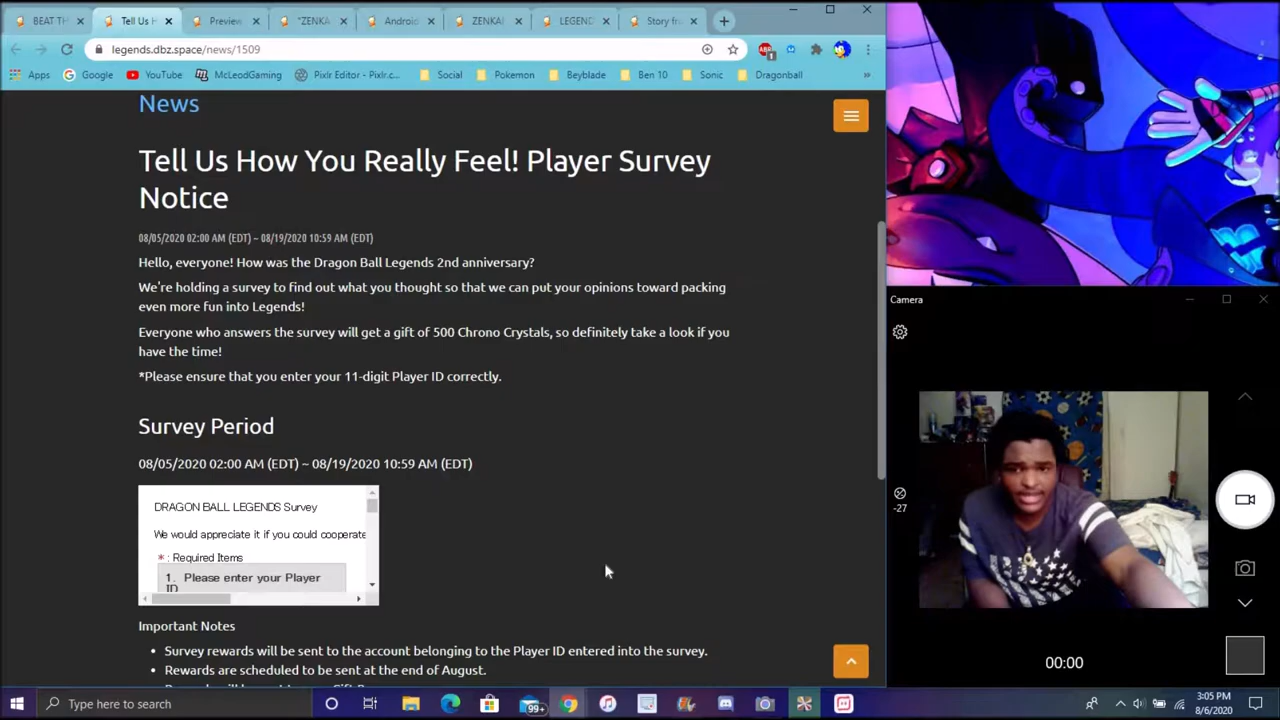 BEAT TH
Tell Us H
Preview
*ZENKA
Android
ZENKAI
LEGEND
Story fr
legends.dbz.space/news/1509
Apps
Google
YouTube
McLeodGaming
Pixlr Editor - Pixlr.c...
Social
Pokemon
Beyblade
Ben 10
Sonic
Dragonball
»
News
Tell Us How You Really Feel! Player Survey
Notice
08/05/2020 02:00 AM (EDT) ~ 08/19/2020 10:59 AM (EDT)
Hello, everyone! How was the Dragon Ball Legends 2nd anniversary?
We're holding a survey to find out what you thought so that we can put your opinions toward packing
even more fun into Legends!
Everyone who answers the survey will get a gift of 500 Chrono Crystals, so definitely take a look if you
have the time!
*Please ensure that you enter your 11-digit Player ID correctly.
Survey Period
08/05/2020 02:00 AM (EDT) ~ 08/19/2020 10:59 AM (EDT)
DRAGON BALL LEGENDS Survey
We would appreciate it if you could cooperate
* : Required Items
1. Please enter your Player
ID
Important Notes
• Survey rewards will be sent to the account belonging to the Player ID entered into the survey.
• Rewards are scheduled to be sent at the end of August.
Camera
-27
00:00
Type here to search
99+
3:05 PM
8/6/2020